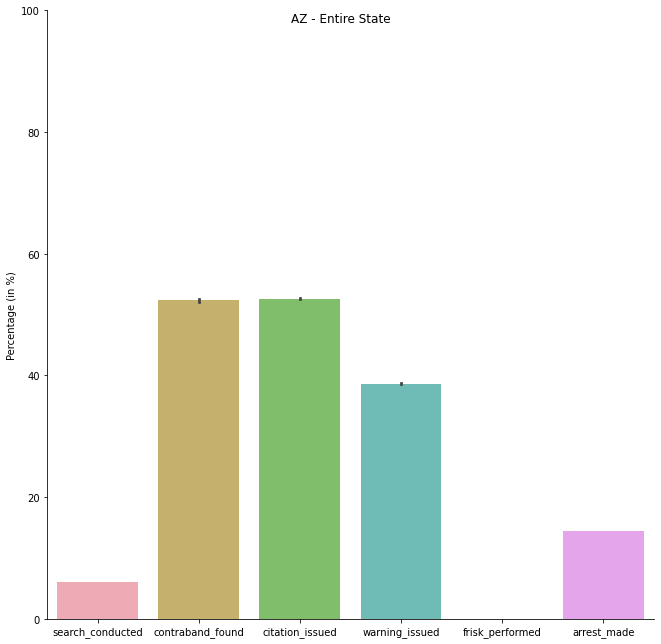 AZ - Entire State
Percentage (in %)
100
80
60
40
20
0
search_conducted contraband_found citation_issued warning_issued frisk_performed arrest_made